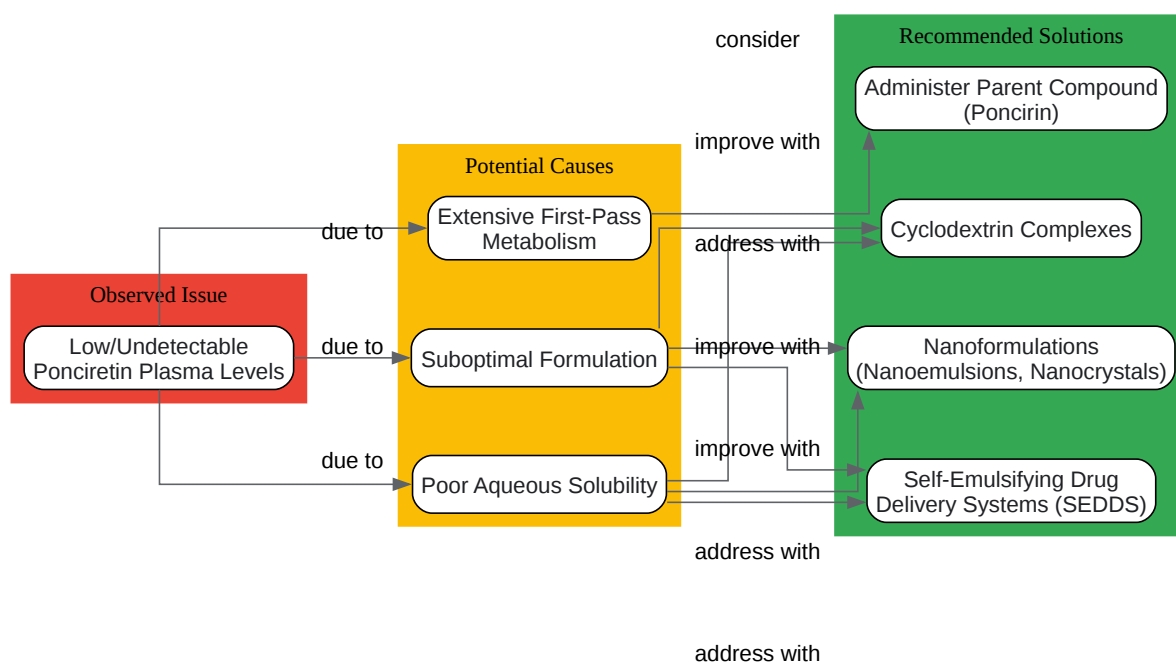 Observed Issue
Low/Undetectable
Ponciretin Plasma Levels
due to
due to
due to
Potential Causes
Extensive First-Pass
Metabolism
Suboptimal Formulation
Poor Aqueous Solubility
consider
improve with
address with
improve with
improve with
address with
address with
Recommended Solutions
Administer Parent Compound
(Poncirin)
Cyclodextrin Complexes
Nanoformulations
(Nanoemulsions, Nanocrystals)
Self-Emulsifying Drug
Delivery Systems (SEDDS)